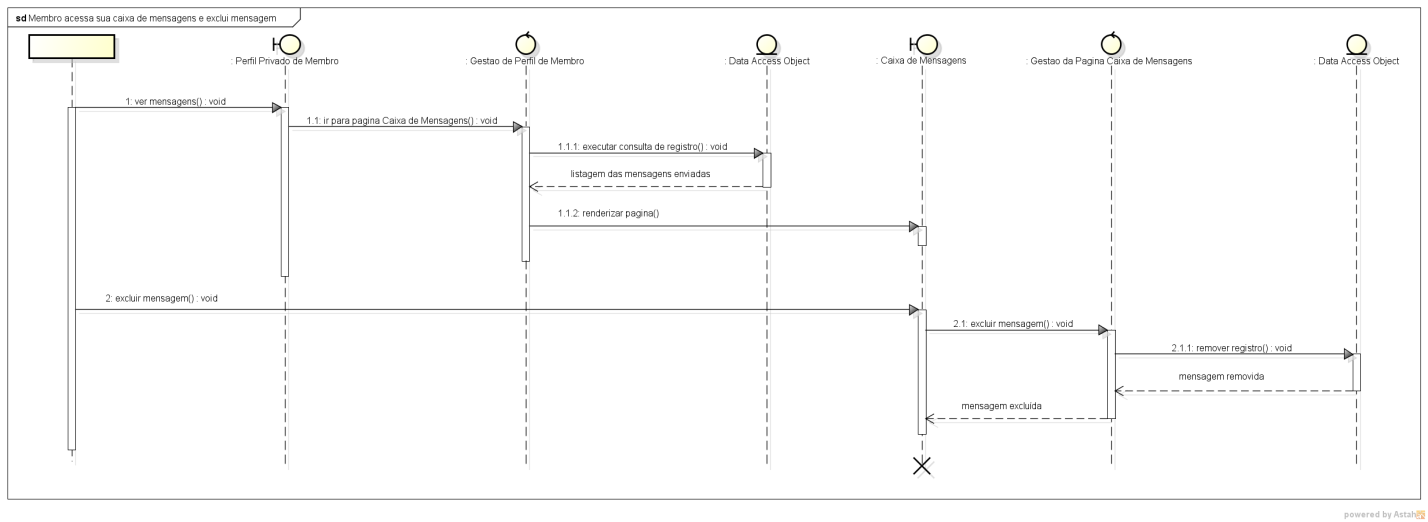 sd Membro acessa sua caixa de mensagens e exclui mensagem
: Perfil Privado de Membro
: Gestao de Perfil de Membro
: Data Access Object
: Caixa de Mensagens
: Gestao da Pagina Caixa de Mensagens
: Data Access Object
1: ver mensagens() : void
1.1: ir para pagina Caixa de Mensagens() : void
1.1.1: executar consulta de registro() : void
listagem das mensagens enviadas
1.1.2: renderizar pagina()
2: excluir mensagem() : void
2.1: excluir mensagem() : void
2.1.1: remover registro() : void
mensagem removida
mensagem excluida
powered by Astah